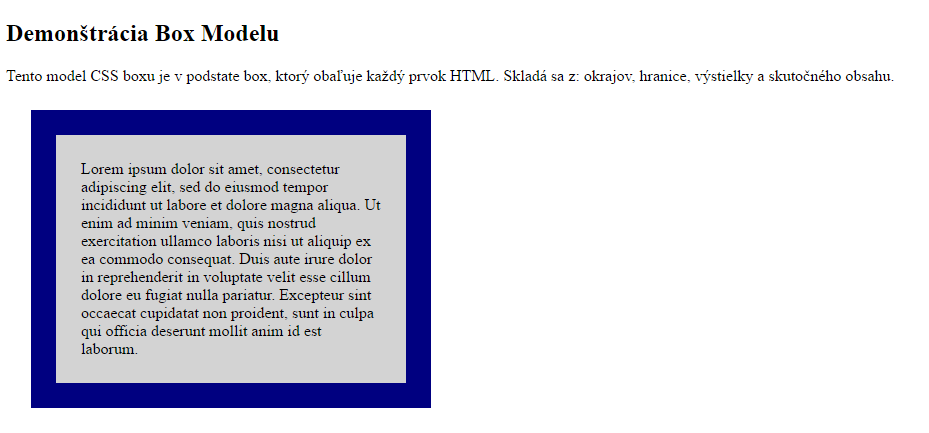 Demonštrácia Box Modelu
Tento model CSS boxu je v podstate box, ktorý obaľuje každý prvok HTML. Skladá sa z: okrajov, hranice, výstielky a skutočného obsahu.
Lorem ipsum dolor sit amet, consectetur
adipiscing elit, sed do eiusmod tempor
incididunt ut labore et dolore magna aliqua. Ut
enim ad minim veniam, quis nostrud
exercitation ullamco laboris nisi ut aliquip ex
ea commodo consequat. Duis aute irure dolor
in reprehenderit in voluptate velit esse cillum
dolore eu fugiat nulla pariatur. Excepteur sint
occaecat cupidatat non proident, sunt in culpa
qui officia deserunt mollit anim id est
laborum.